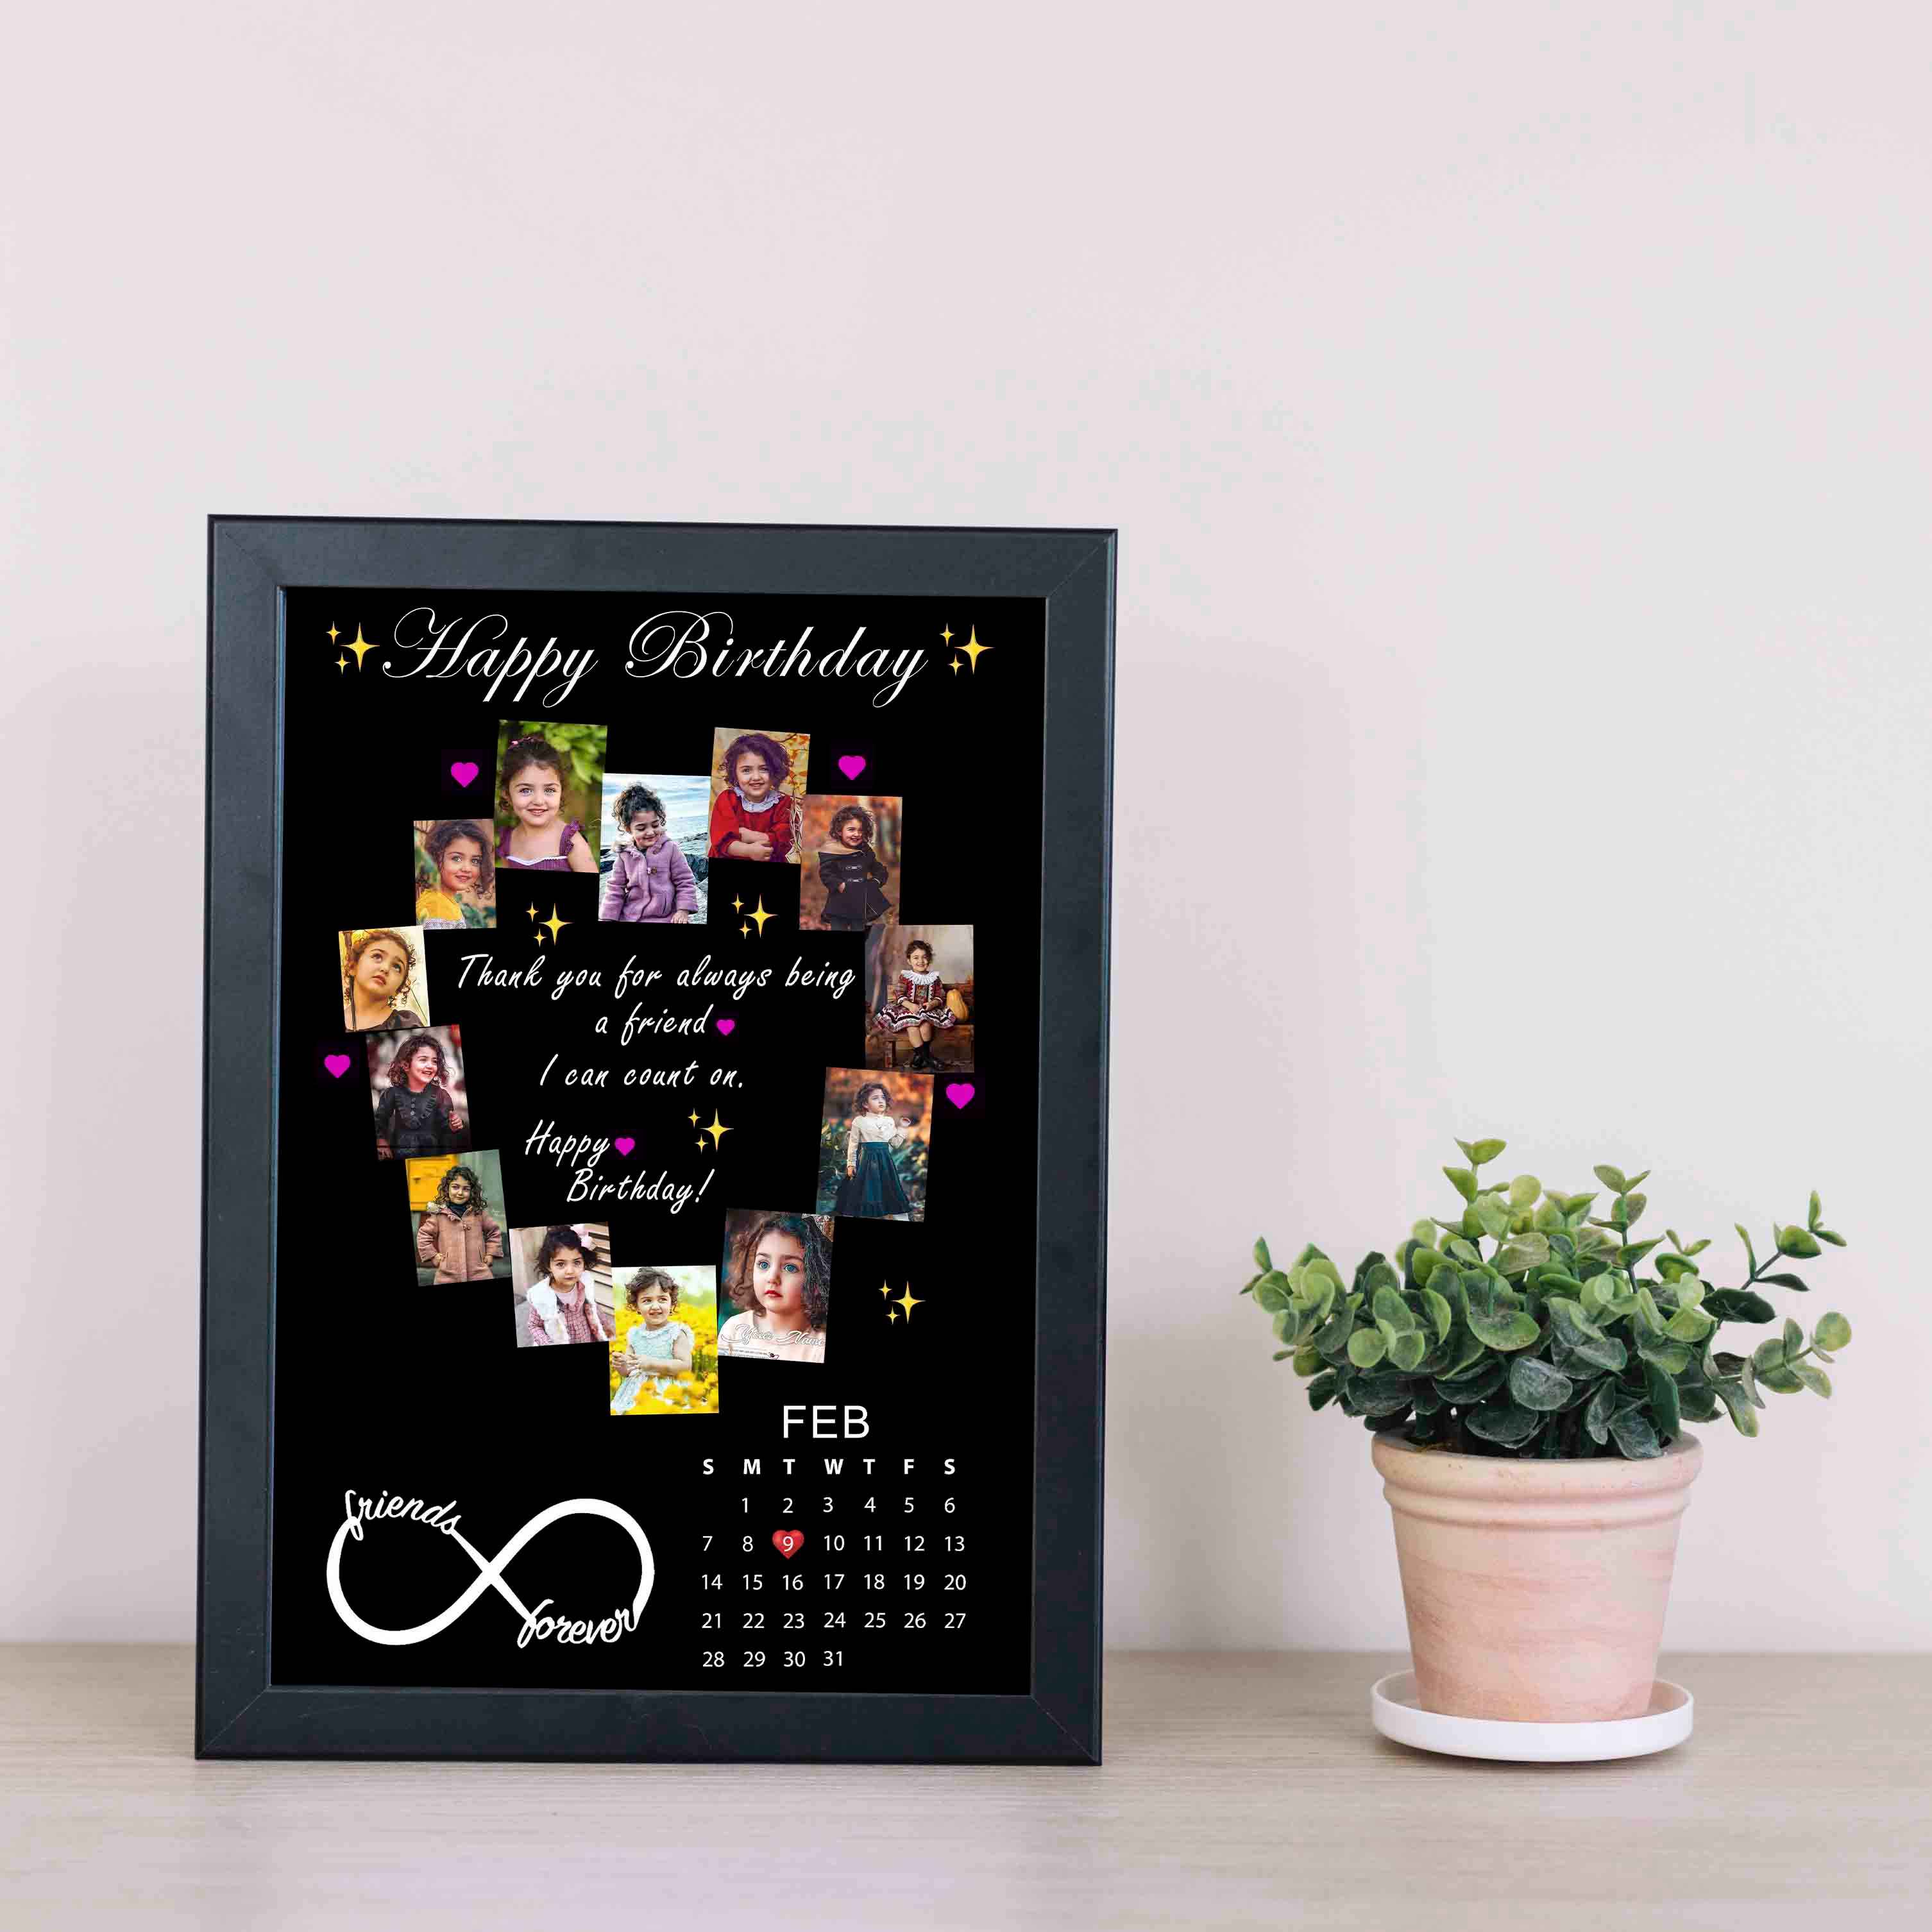 Happy Birthday
Thank you for always being
a friend
I can count on.
Happy
Birthday!
FEB
S M T W T F S
1 2 3 4 5 6
7 8 9 10 11 12 13
14 15 16 17 18 19 20
21 22 23 24 25 26 27
28 29 30 31
friends
forever